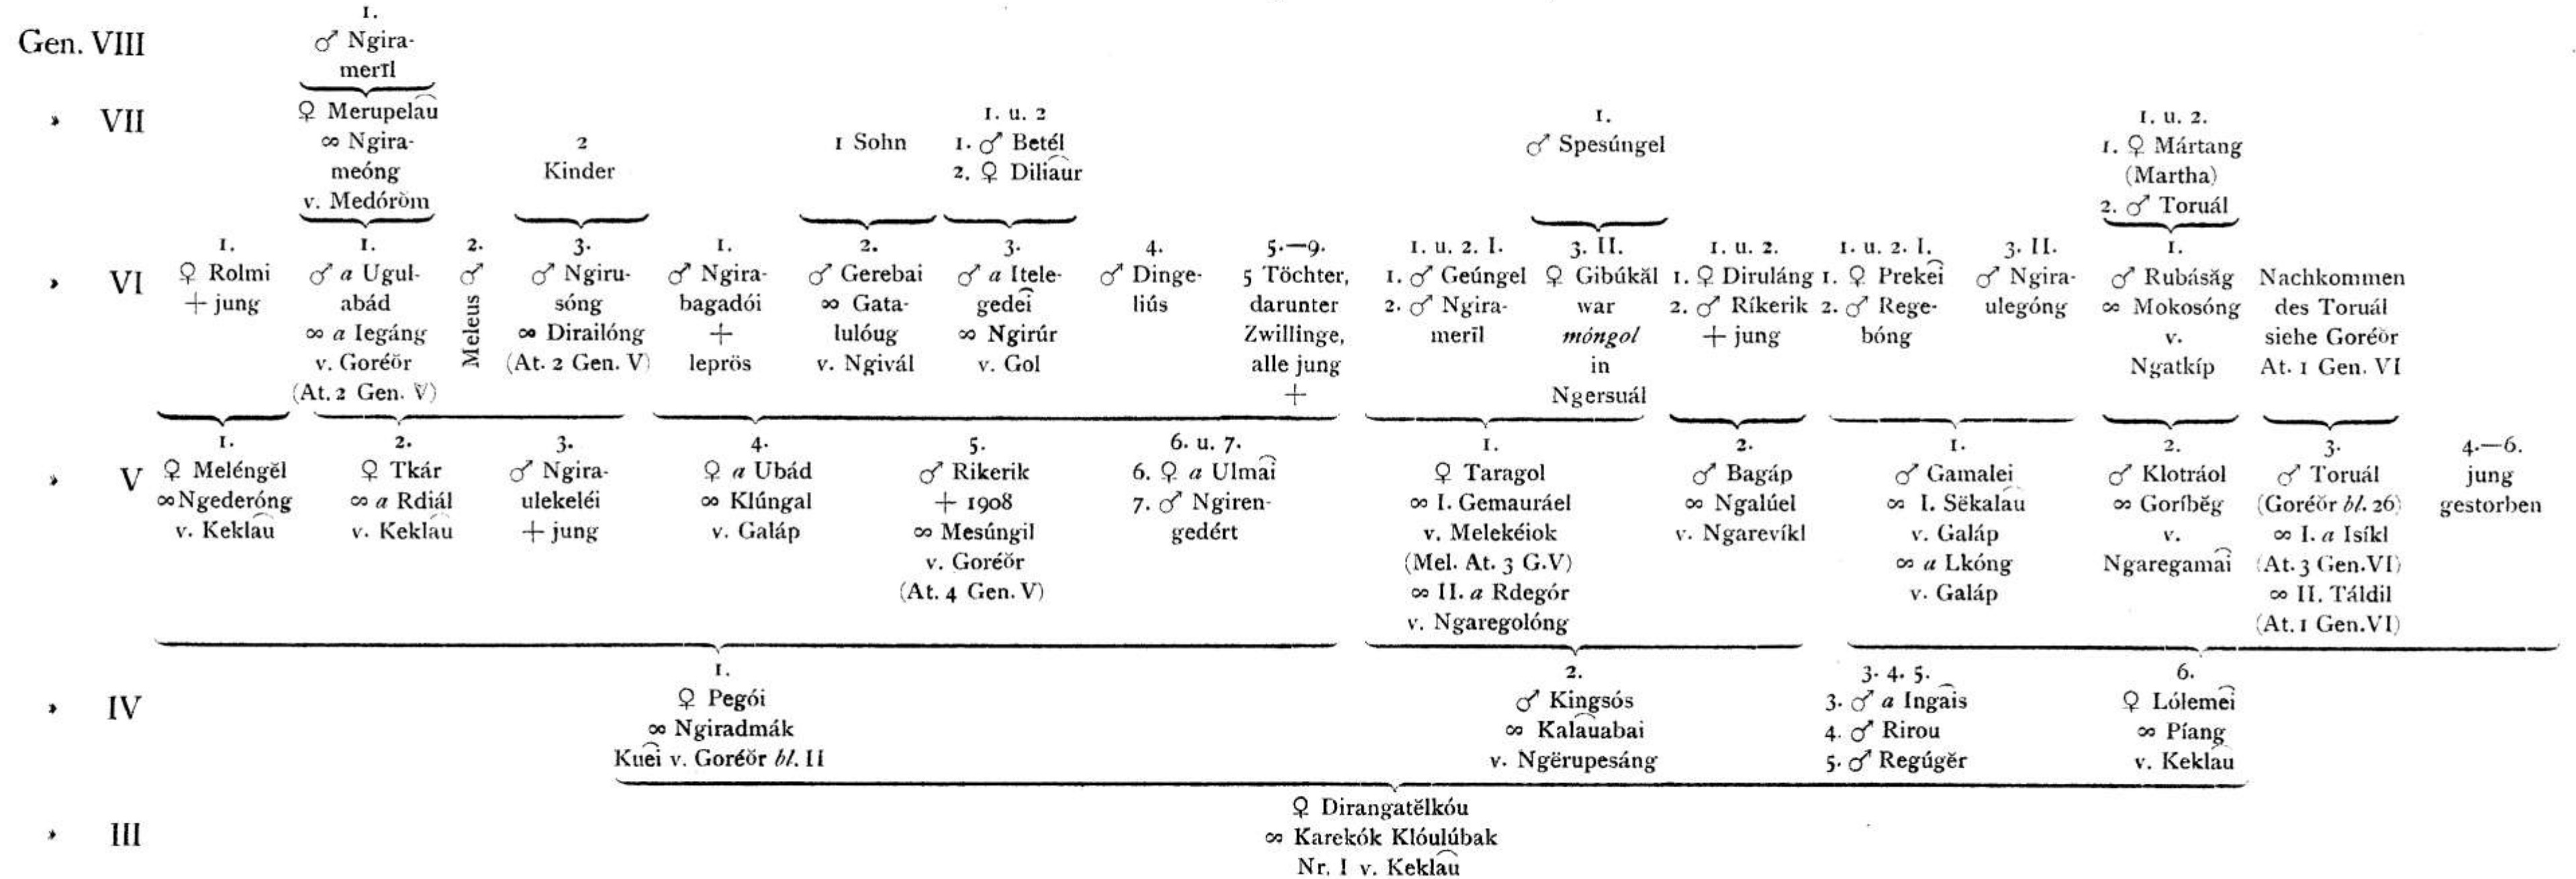 Gen. VIII
1.
♂ Ngira-
merīl
» VII
♀ Merupelau͡
∞ Ngira-
meóng
v. Medóröm
2
Kinder
1 Sohn
1. u. 2
1. ♂ Betél
2. ♀ Diliau͡r
1.
♂ Spesúngel
1. u. 2.
1. ♀ Mártang
(Martha)
2. ♂ Toruál
» VI
1.
♀ Rolmi
+ jung
1.
♂ a Ugul-
abád
∞ a Iegáng
v. Goréŏr
(At. 2 Gen. V)
2.
♂
Meleus
3.
♂ Ngiru-
sóng
∞ Dirailóng
(At. 2 Gen. V)
1.
♂ Ngira-
bagadói
+
leprös
2.
♂ Gerebai
∞ Gata-
lulóug
v. Ngivál
3.
♂ a Itele-
gedei͡
∞ Ngirúr
v. Gol
4.
♂ Dinge-
liús
5.—9.
5 Töchter,
darunter
Zwillinge,
alle jung
+
1. u. 2. I.
1. ♂ Geúngel
2. ♂ Ngira-
merīl
3. II.
♀ Gibúkăl
war
móngol
in
Ngersuál
1. u. 2.
1. ♀ Diruláng
2. ♂ Ríkerik
+ jung
1. u. 2. I.
1. ♀ Prekei͡
2. ♂ Rege-
bóng
3. II.
♂ Ngira-
ulegóng
1.
♂ Rubásăg
∞ Mokosóng
v.
Ngatkíp
Nachkommen
des Toruál
siehe Goréŏr
At. 1 Gen. VI
» V
1.
♀ Meléngĕl
∞ Ngederóng
v. Keklau͡
2.
♀ Tkár
∞ a Rdiál
v. Keklau͡
3.
♂ Ngira-
ulekeléi
+ jung
4.
♀ a Ubád
∞ Klúngal
v. Galáp
5.
♂ Rikerik
+ 1908
∞ Mesúngil
v. Goréŏr
(At. 4 Gen. V)
6. u. 7.
6. ♀ a Ulmai͡
7. ♂ Ngiren-
gedért
1.
♀ Taragol
∞ I. Gemauráel
v. Melekéiok
(Mel. At. 3 G.V)
∞ II. a Rdegór
v. Ngaregolóng
2.
♂ Bagáp
∞ Ngalúel
v. Ngarevíkl
1.
♂ Gamalei
∞ I. Sëkalau͡
v. Galáp
∞ a Lkóng
v. Galáp
2.
♂ Klotráol
∞ Goríbĕg
v.
Ngaregamai͡
3.
♂ Toruál
(Goréŏr bl. 26)
∞ I. a Isíkl
(At. 3 Gen.VI)
∞ II. Táldil
(At. 1 Gen.VI)
4.—6.
jung
gestorben
» IV
1.
♀ Pegói
∞ Ngiradmák
Kuei͡ v. Goréŏr bl. II
2.
♂ Kingsós
∞ Kalau͡abai
v. Ngërupesáng
3. 4. 5.
3. ♂ a Ingai͡s
4. ♂ Rirou
5. ♂ Regúgĕr
6.
♀ Lólemei͡
∞ Píang
v. Keklau͡
» III
♀ Dirangatĕlkóu
∞ Karekók Klóulúbak
Nr. I v. Keklau͡